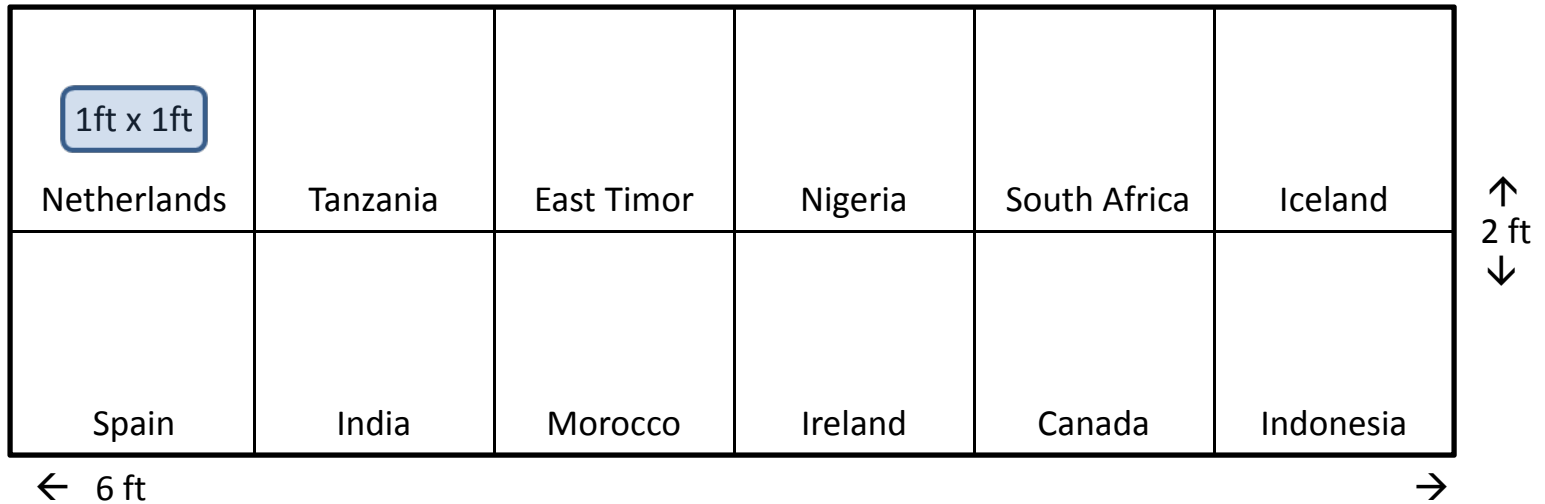 1ft x 1ft
Netherlands Tanzania East Timor Nigeria South Africa Iceland
↑
2 ft
↓
Spain India Morocco Ireland Canada Indonesia
← 6 ft →